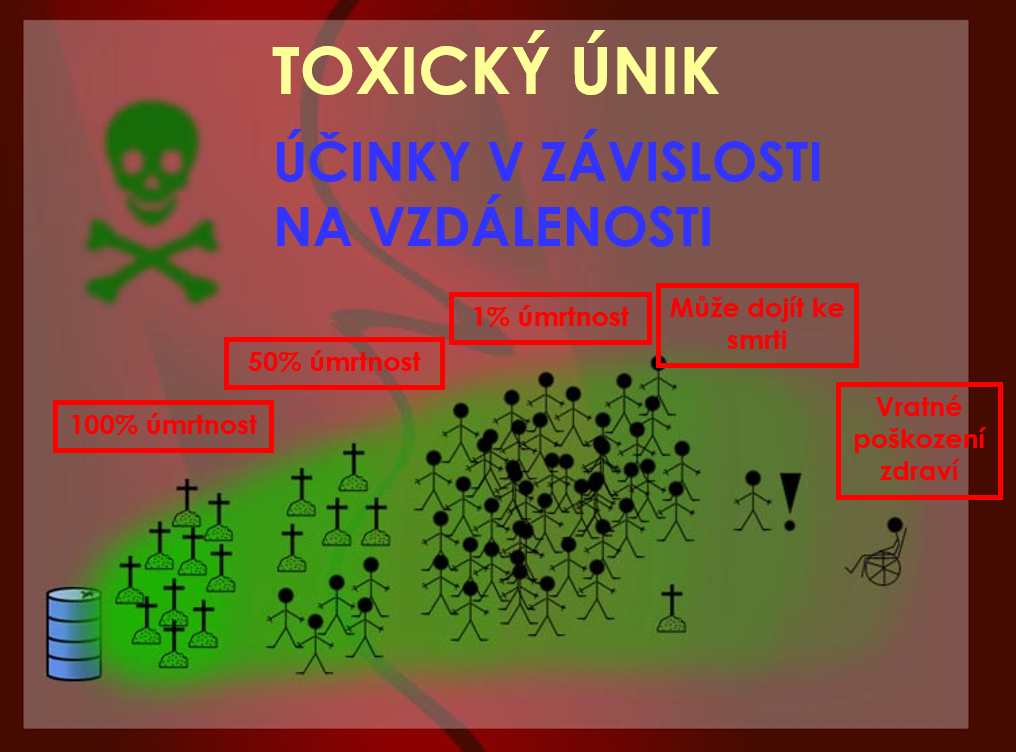 TOXICKÝ ÚNIK
ÚČINKY V ZÁVISLOSTI
NA VZDÁLENOSTI
100% úmrtnost
50% úmrtnost
1% úmrtnost
Může dojít ke
smrti
Vratné
poškození
zdraví
!